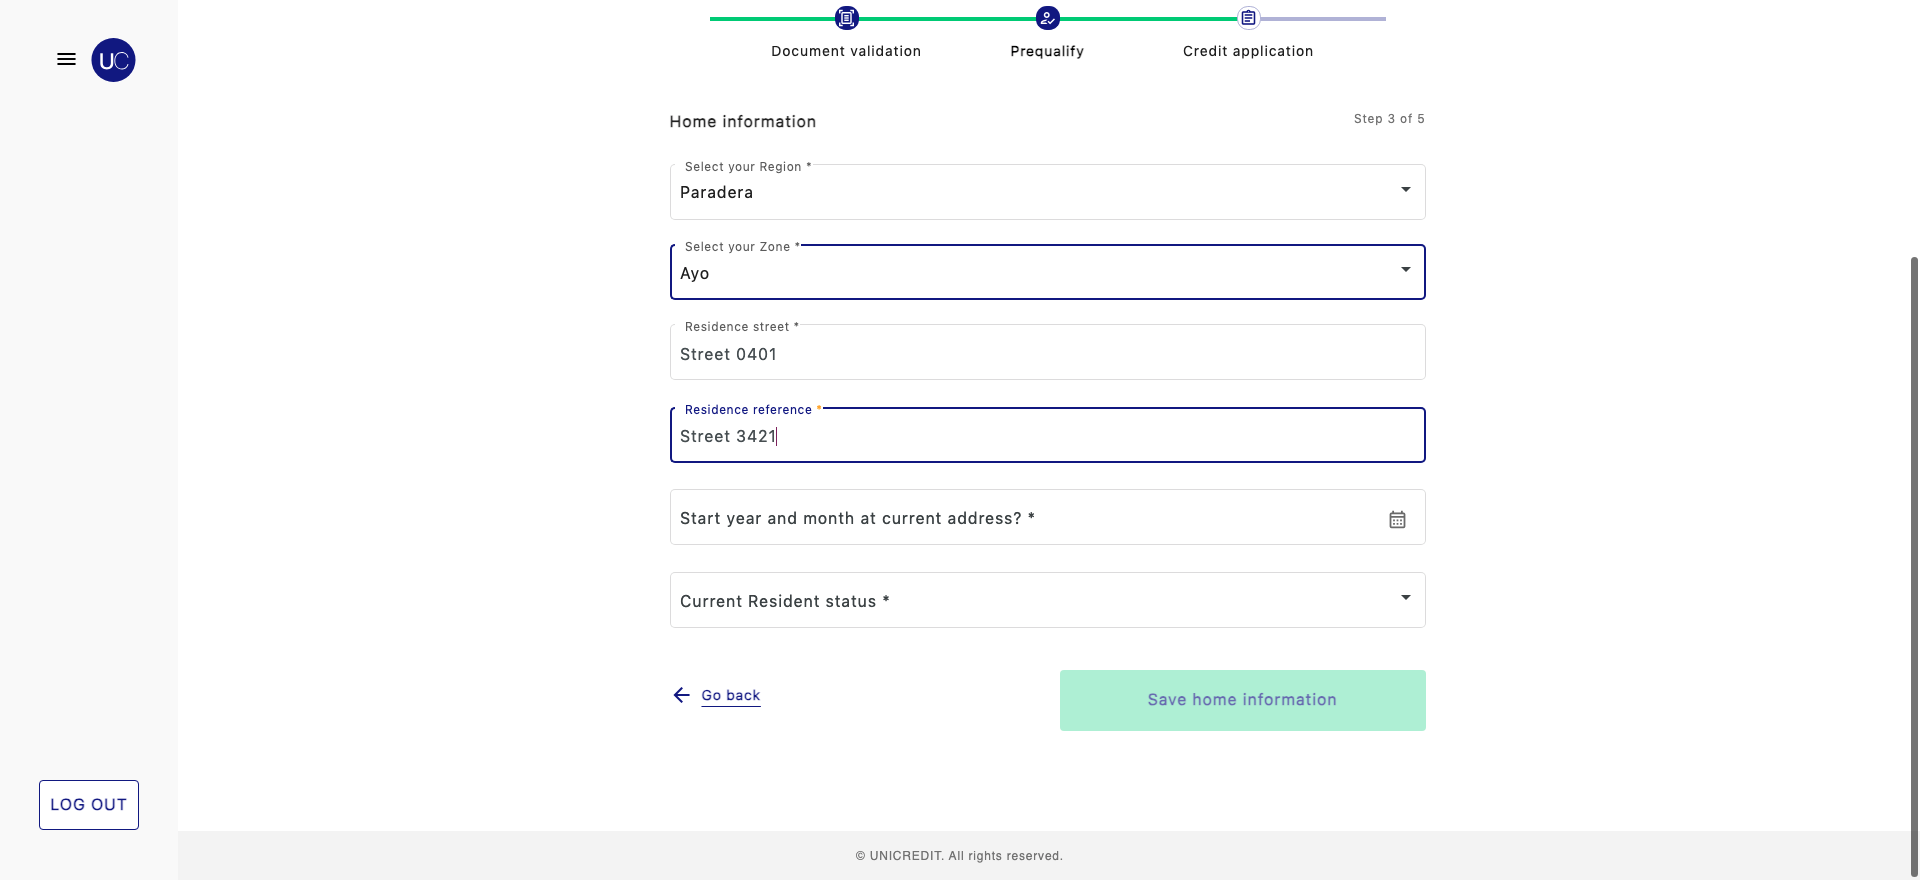 UC
Document validation
Prequalify
Credit application
Home information
Step 3 of 5
Select your Region *
Paradera
Select your Zone *
Ayo
Residence street *
Street 0401
Residence reference *
Street 3421
Start year and month at current address? *
Current Resident status *
Go back
Save home information
LOG OUT
© UNICREDIT. All rights reserved.